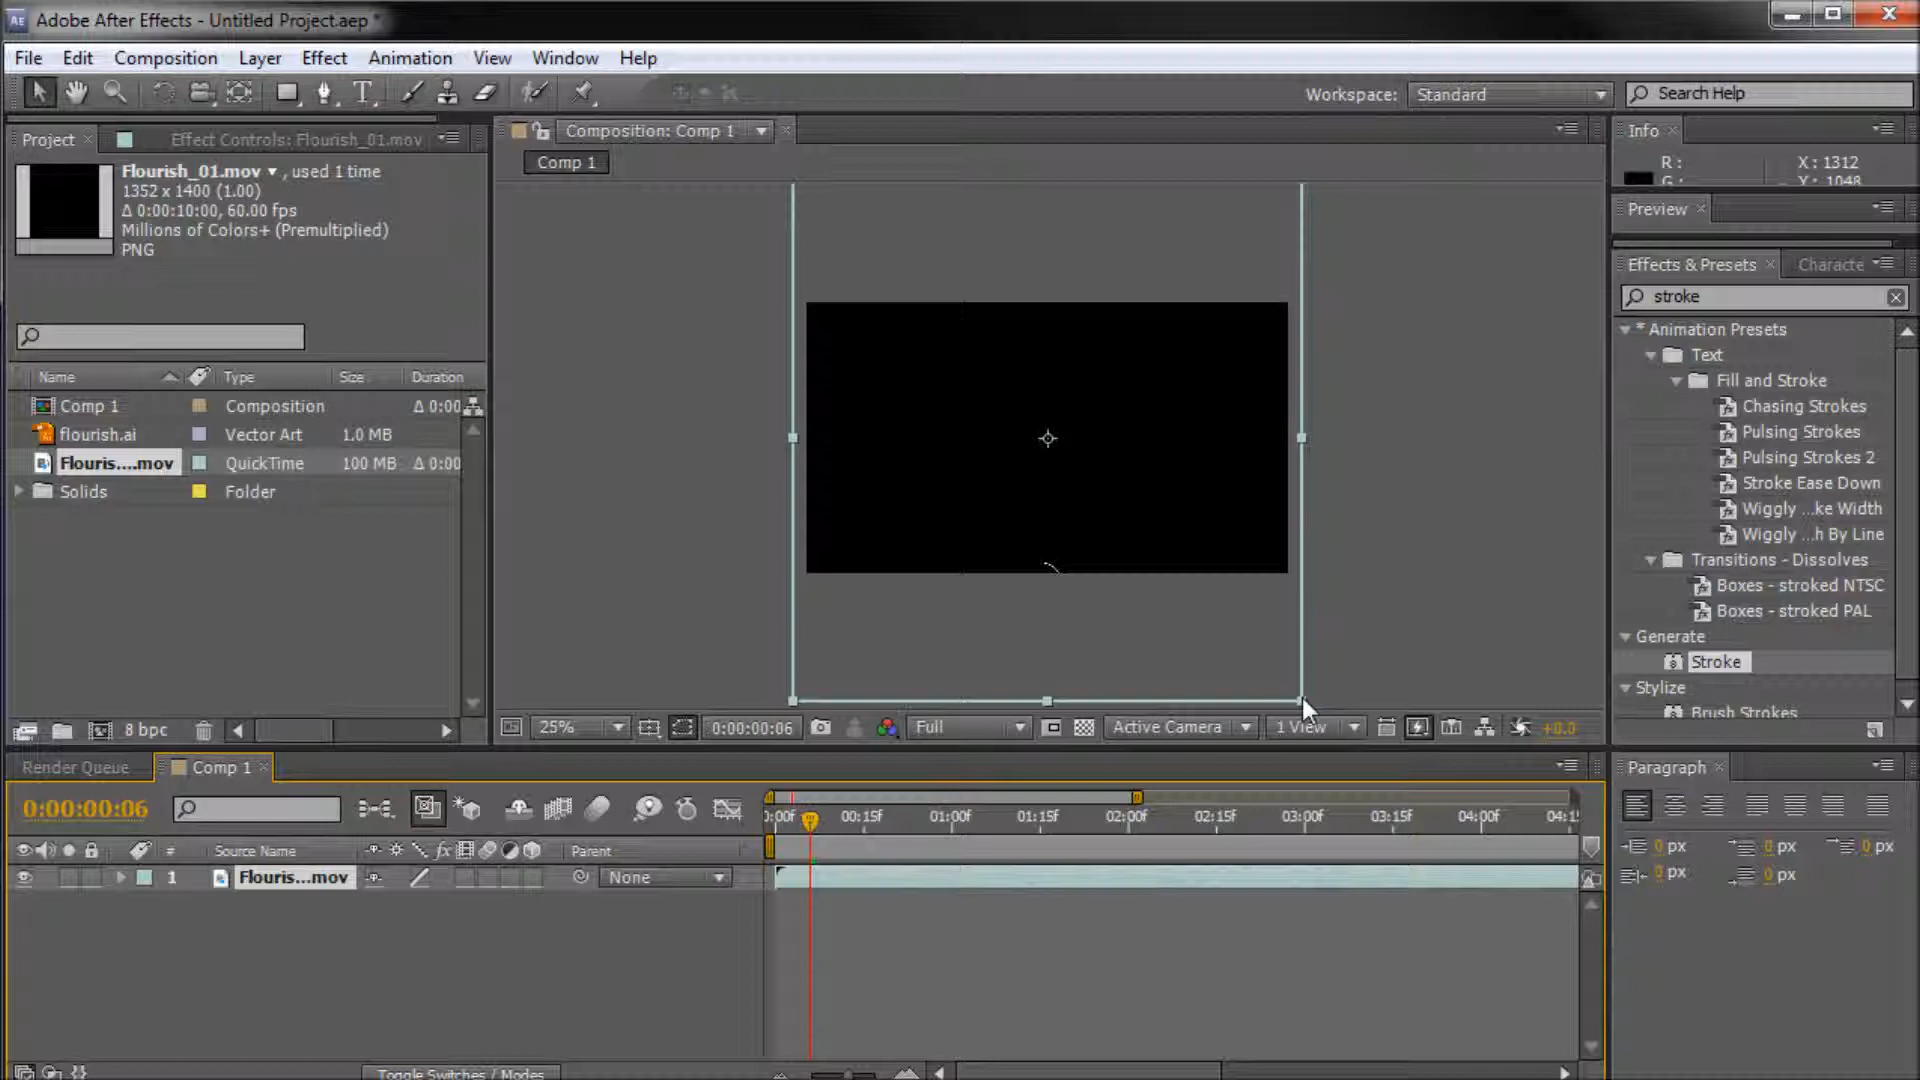 Adobe After Effects - Untitled Project.aep *
File Edit Composition Layer Effect Animation View Window Help
Workspace: Standard
Search Help
Project
Effect Controls: Flourish_01.mov
Flourish_01.mov ▾ , used 1 time
1352 x 1400 (1.00)
Δ 0:00:10:00, 60.00 fps
Millions of Colors+ (Premultiplied)
PNG
Name Type Size Duration
Comp 1 Composition Δ 0:00
flourish.ai Vector Art 1.0 MB
Flouris....mov QuickTime 100 MB Δ 0:00
Solids Folder
8 bpc
Composition: Comp 1
Comp 1
25%
0:00:00:06
Full
Active Camera
1 View
+0.0
Info
R :
G :
X : 1312
Y : 1048
Preview
Effects & Presets
Characte
stroke
* Animation Presets
Text
Fill and Stroke
Chasing Strokes
Pulsing Strokes
Pulsing Strokes 2
Stroke Ease Down
Wiggly ...ke Width
Wiggly ...h By Line
Transitions - Dissolves
Boxes - stroked NTSC
Boxes - stroked PAL
Generate
Stroke
Stylize
Brush Strokes
Render Queue
Comp 1
0:00:00:06
):00f 00:15f 01:00f 01:15f 02:00f 02:15f 03:00f 03:15f 04:00f 04:15
# Source Name fx Parent
1 Flouris...mov None
Toggle Switches / Modes
Paragraph
0 px 0 px 0 px
0 px 0 px